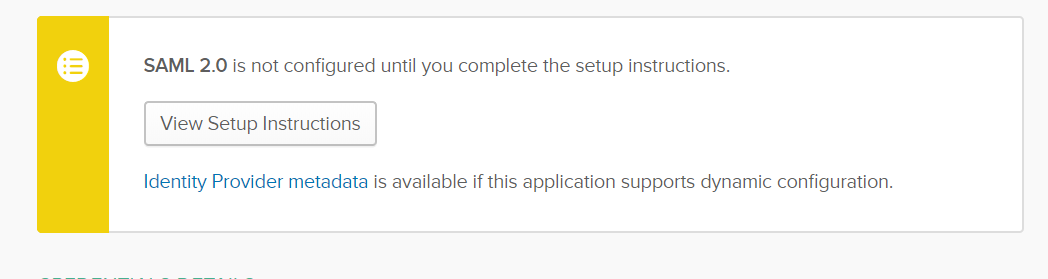 SAML 2.0 is not configured until you complete the setup instructions.
View Setup Instructions
Identity Provider metadata is available if this application supports dynamic configuration.